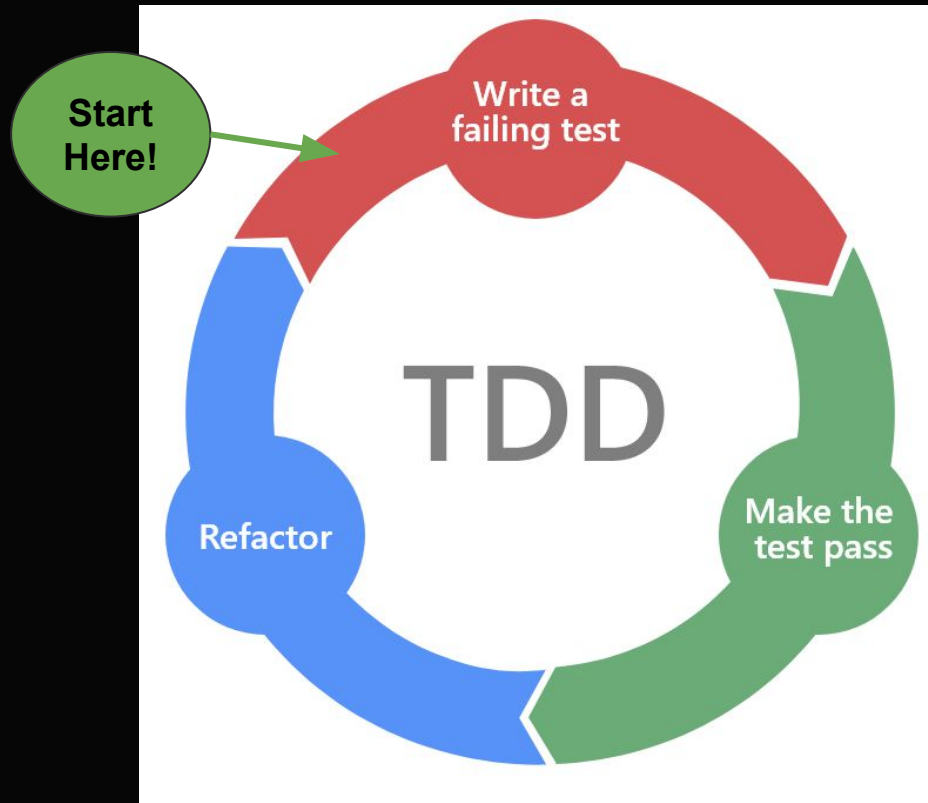 Start
Here!
Write a
failing test
TDD
Make the
test pass
Refactor